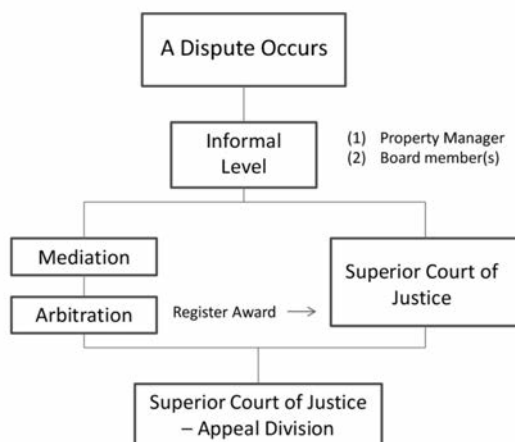 A Dispute Occurs
Informal
Level
(1) Property Manager
(2) Board member(s)
Mediation
Arbitration
Register Award →
Superior Court of
Justice
Superior Court of Justice
– Appeal Division